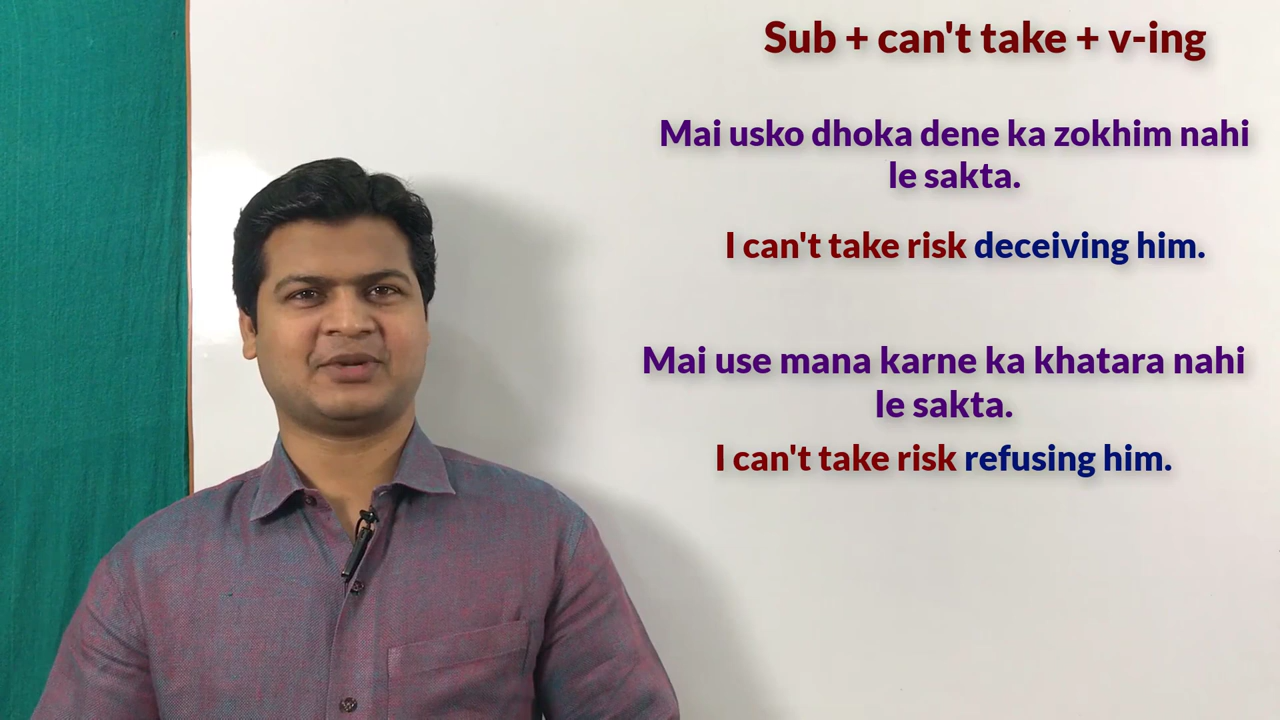 Sub + can't take + v-ing
Mai usko dhoka dene ka zokhim nahi
le sakta.
I can't take risk deceiving him.
Mai use mana karne ka khatara nahi
le sakta.
I can't take risk refusing him.